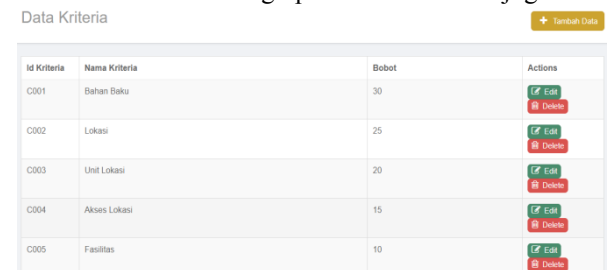 Data Kriteria
+ Tambah Data
Id Kriteria Nama Kriteria Bobot Actions
C001 Bahan Baku 30 Edit
Delete
C002 Lokasi 25 Edit
Delete
C003 Unit Lokasi 20 Edit
Delete
C004 Akses Lokasi 15 Edit
Delete
C005 Fasilitas 10 Edit
Delete